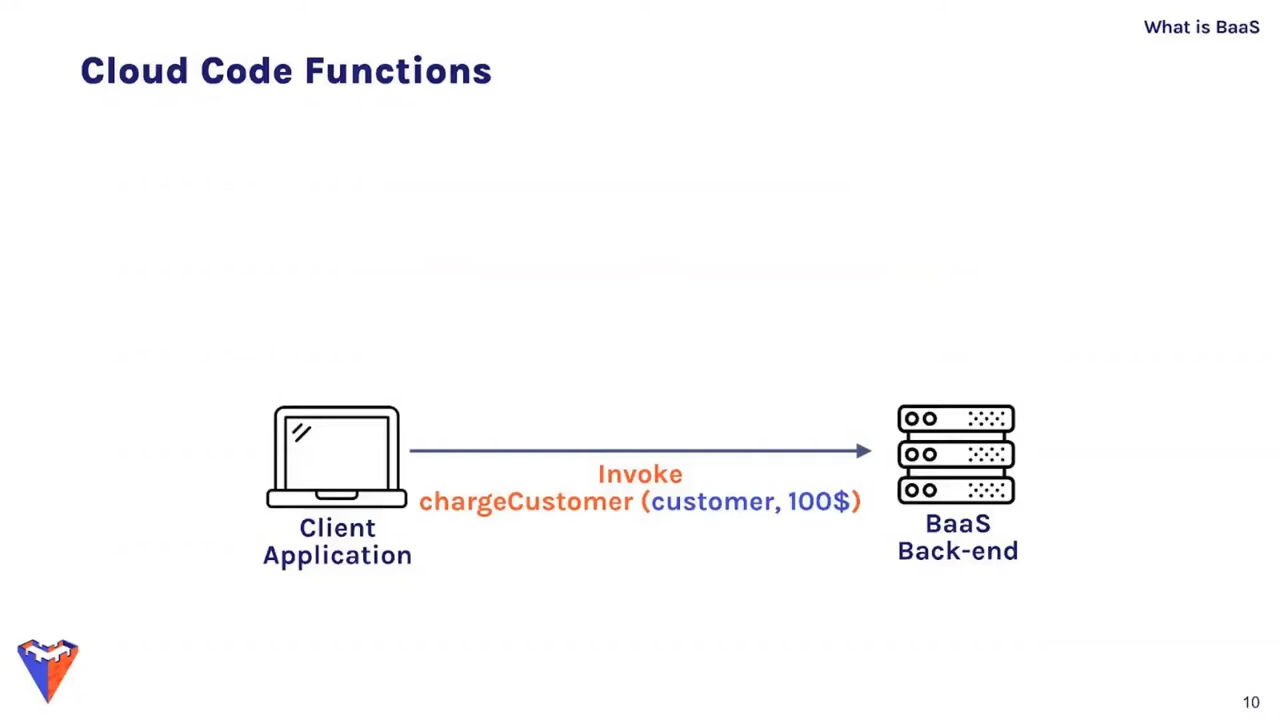 What is BaaS
Cloud Code Functions
Invoke
chargeCustomer (customer, 100$)
Client
Application
BaaS
Back-end
10